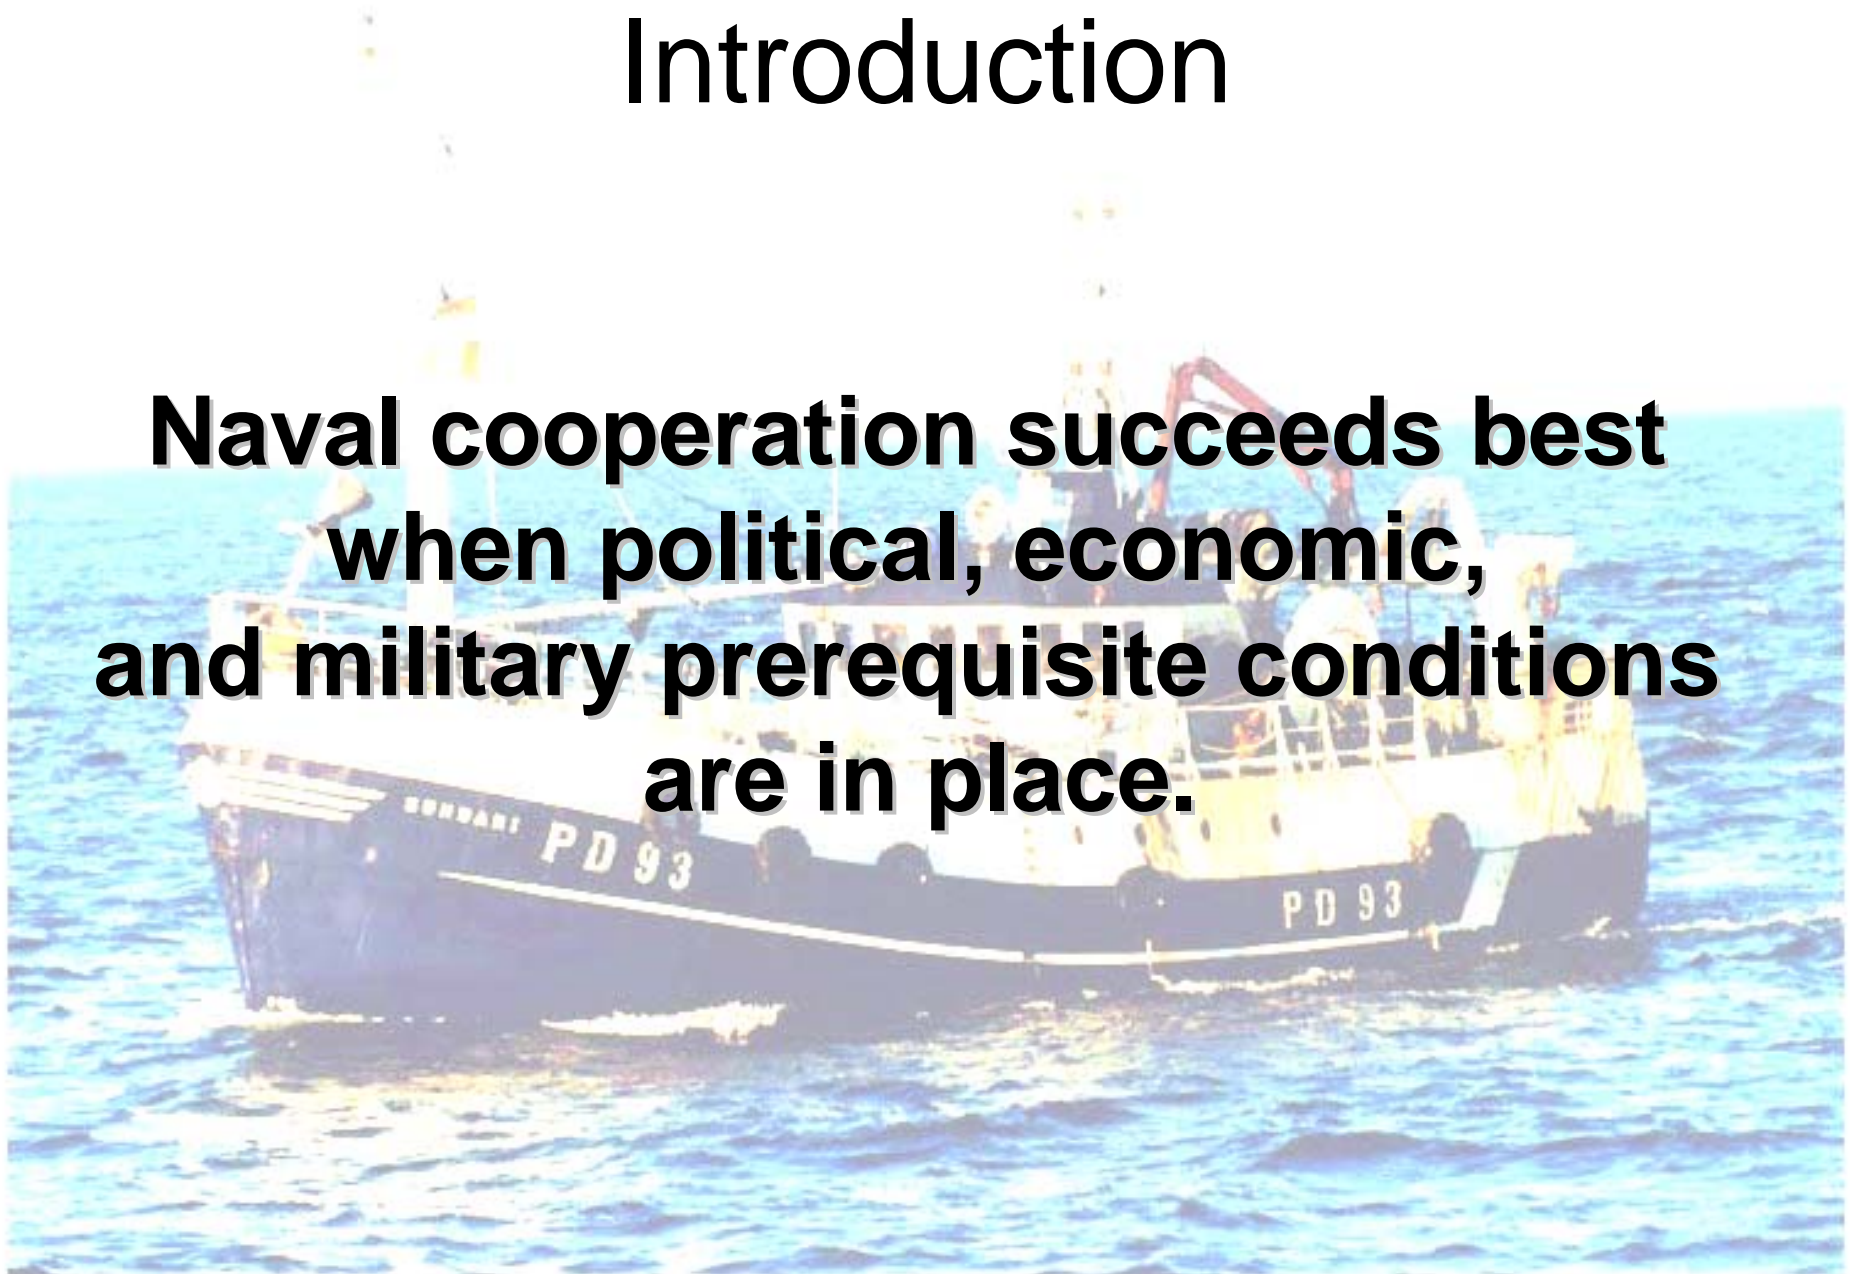 Introduction
Naval cooperation succeeds best
when political, economic,
and military prerequisite conditions
are in place.
PD 93
PD 93